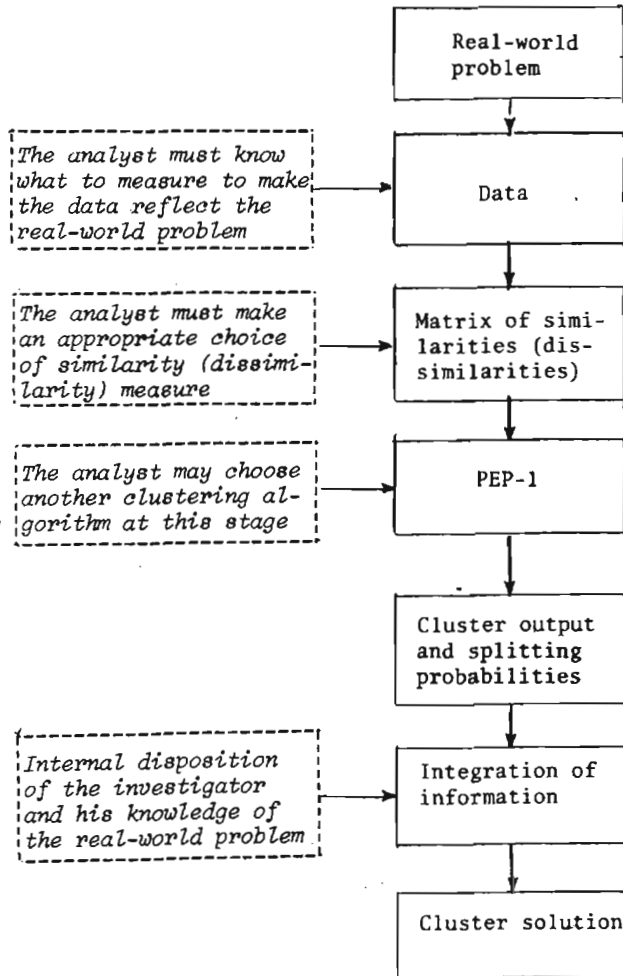 Real-world
problem
The analyst must know
what to measure to make
the data reflect the
real-world problem
Data
The analyst must make
an appropriate choice
of similarity (dissimi-
larity) measure
Matrix of simi-
larities (dis-
similarities)
The analyst may choose
another clustering al-
gorithm at this stage
PEP-1
Cluster output
and splitting
probabilities
Internal disposition
of the investigator
and his knowledge of
the real-world problem
Integration of
information
Cluster solution